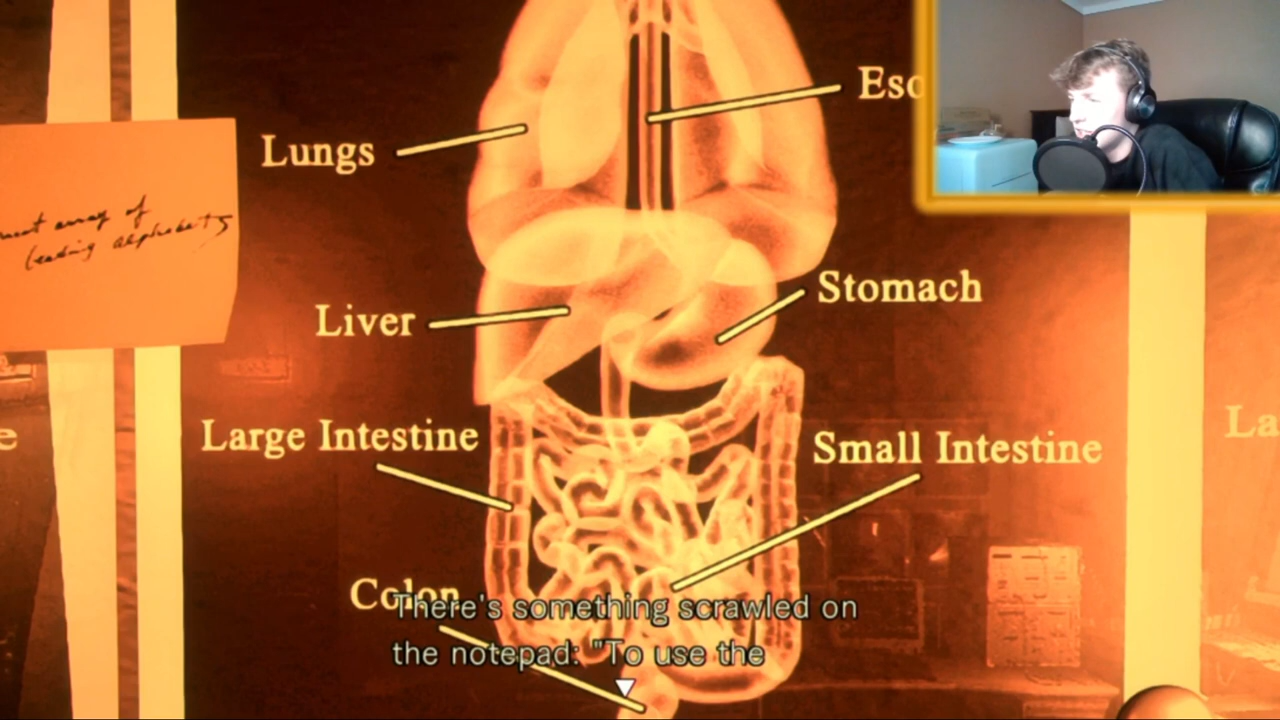 Eso
Lungs
array of
leading alphabets
Stomach
Liver
Large Intestine
Small Intestine
La
e
Colon
There's something scrawled on
the notepad: "To use the